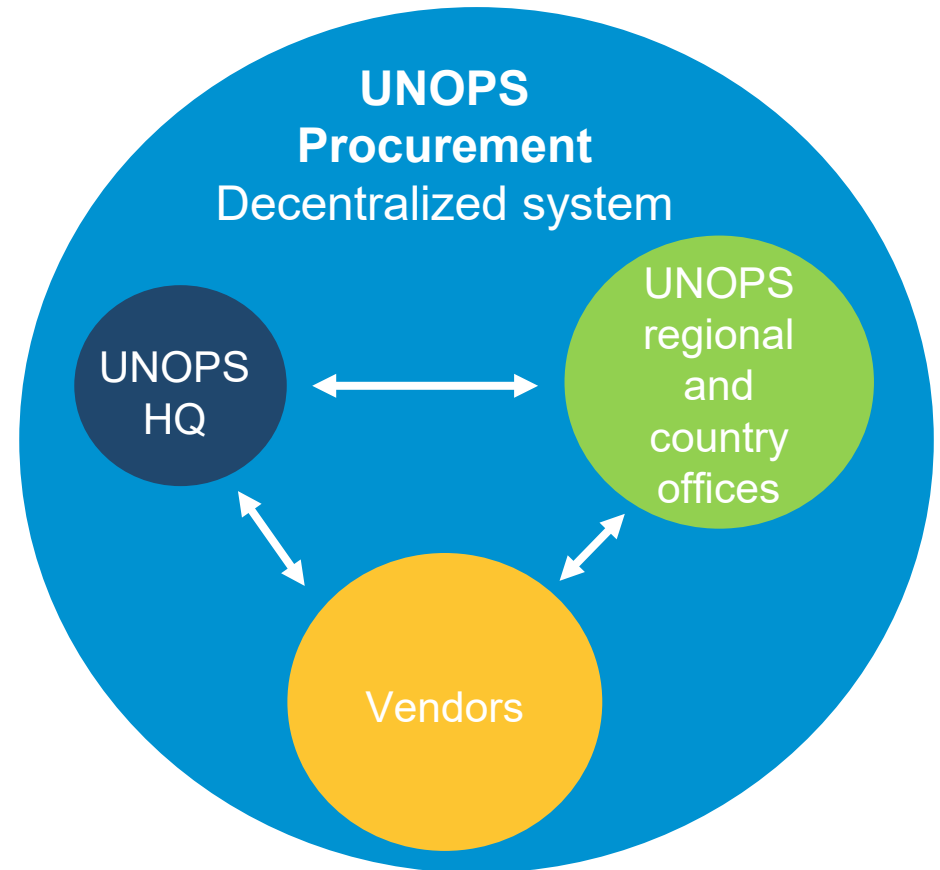 UNOPS
Procurement
Decentralized system
UNOPS
HQ
UNOPS
regional
and
country
offices
Vendors